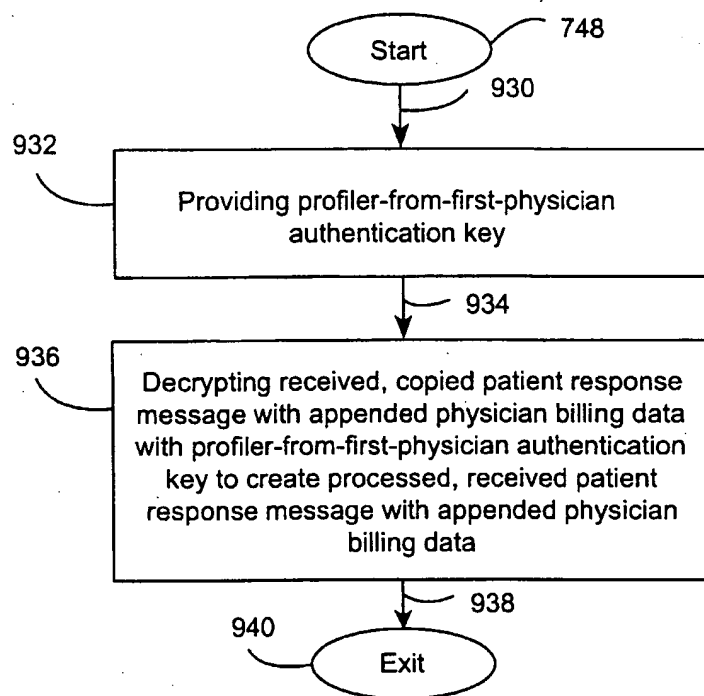 Start
748
930
932
Providing profiler-from-first-physician
authentication key
934
936
Decrypting received, copied patient response
message with appended physician billing data
with profiler-from-first-physician authentication
key to create processed, received patient
response message with appended physician
billing data
938
940
Exit